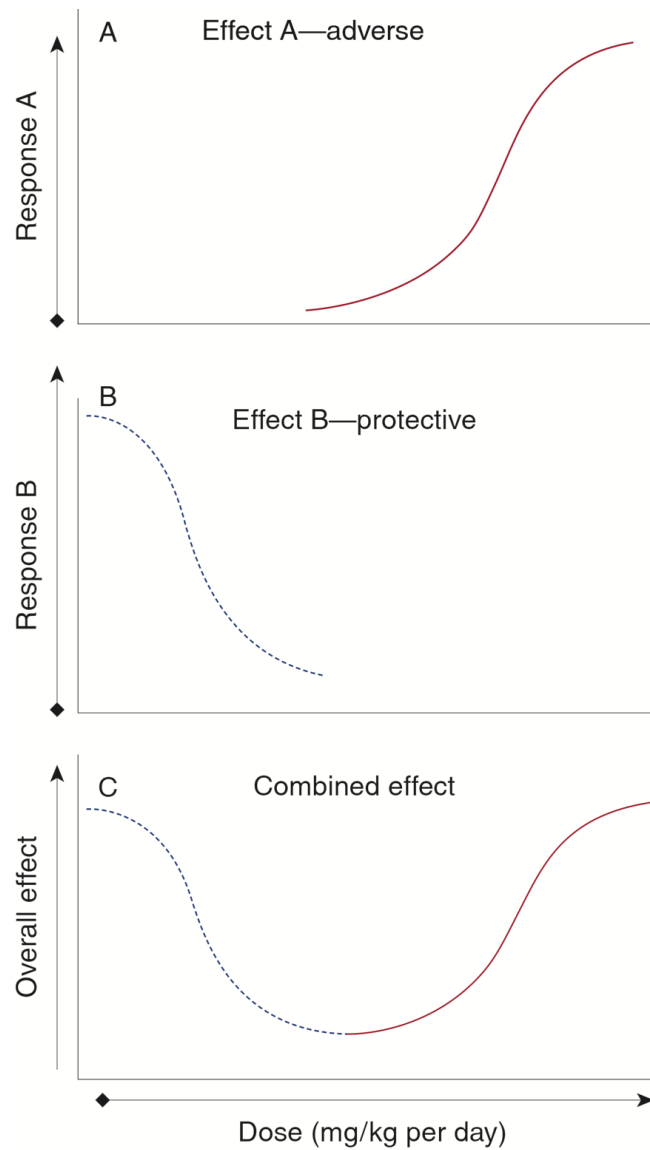 A
Effect A—adverse
Response A
B
Effect B—protective
Response B
C
Combined effect
Overall effect
Dose (mg/kg per day)